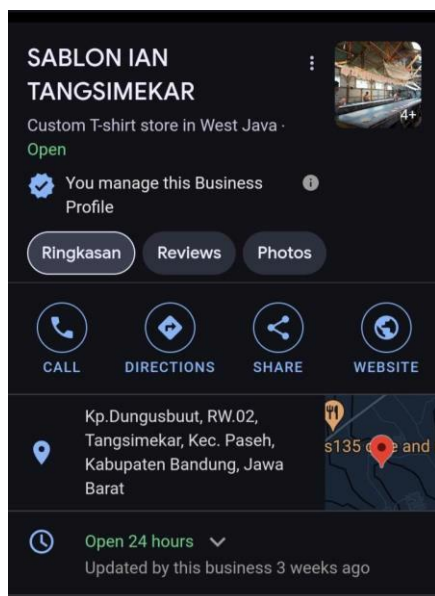 SABLON IAN
TANGSIMEKAR
4+
Custom T-shirt store in West Java ·
Open
You manage this Business
Profile
Ringkasan Reviews Photos
CALL DIRECTIONS SHARE WEBSITE
Kp.Dungusbuut, RW.02,
Tangsimekar, Kec. Paseh,
Kabupaten Bandung, Jawa
Barat
s135 and
Open 24 hours
Updated by this business 3 weeks ago